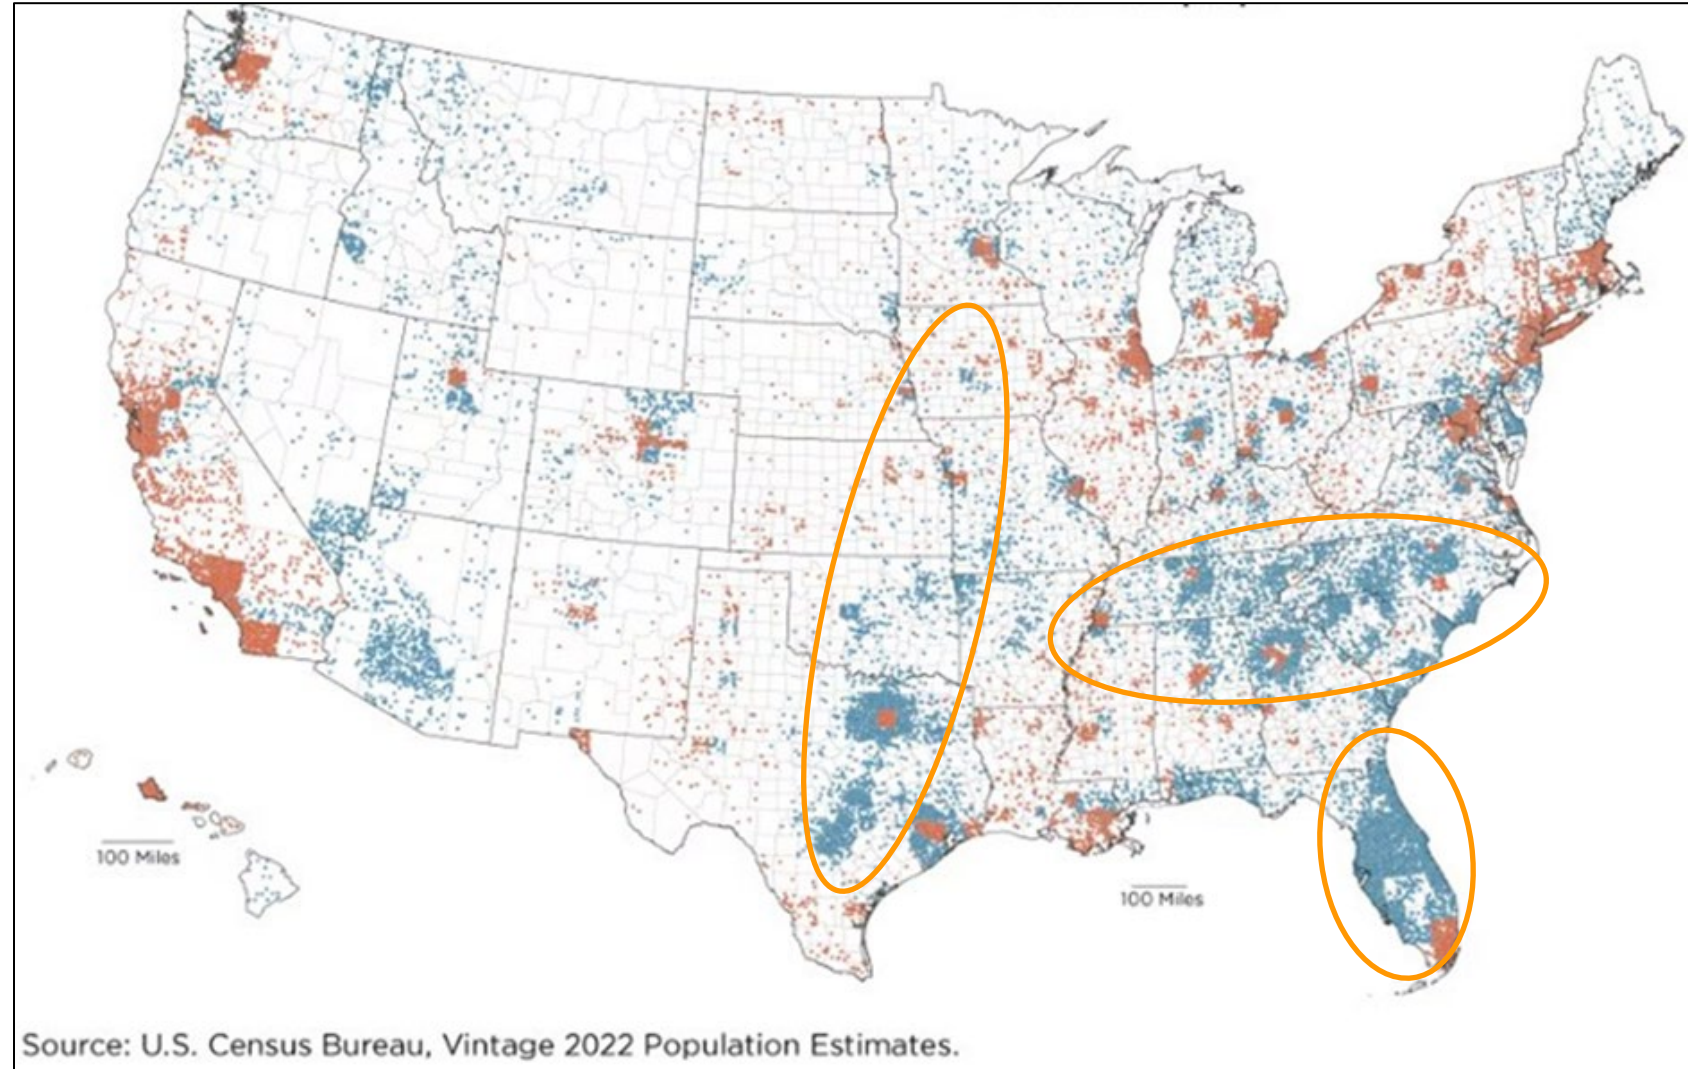 100 Miles
100 Miles
Source: U.S. Census Bureau, Vintage 2022 Population Estimates.